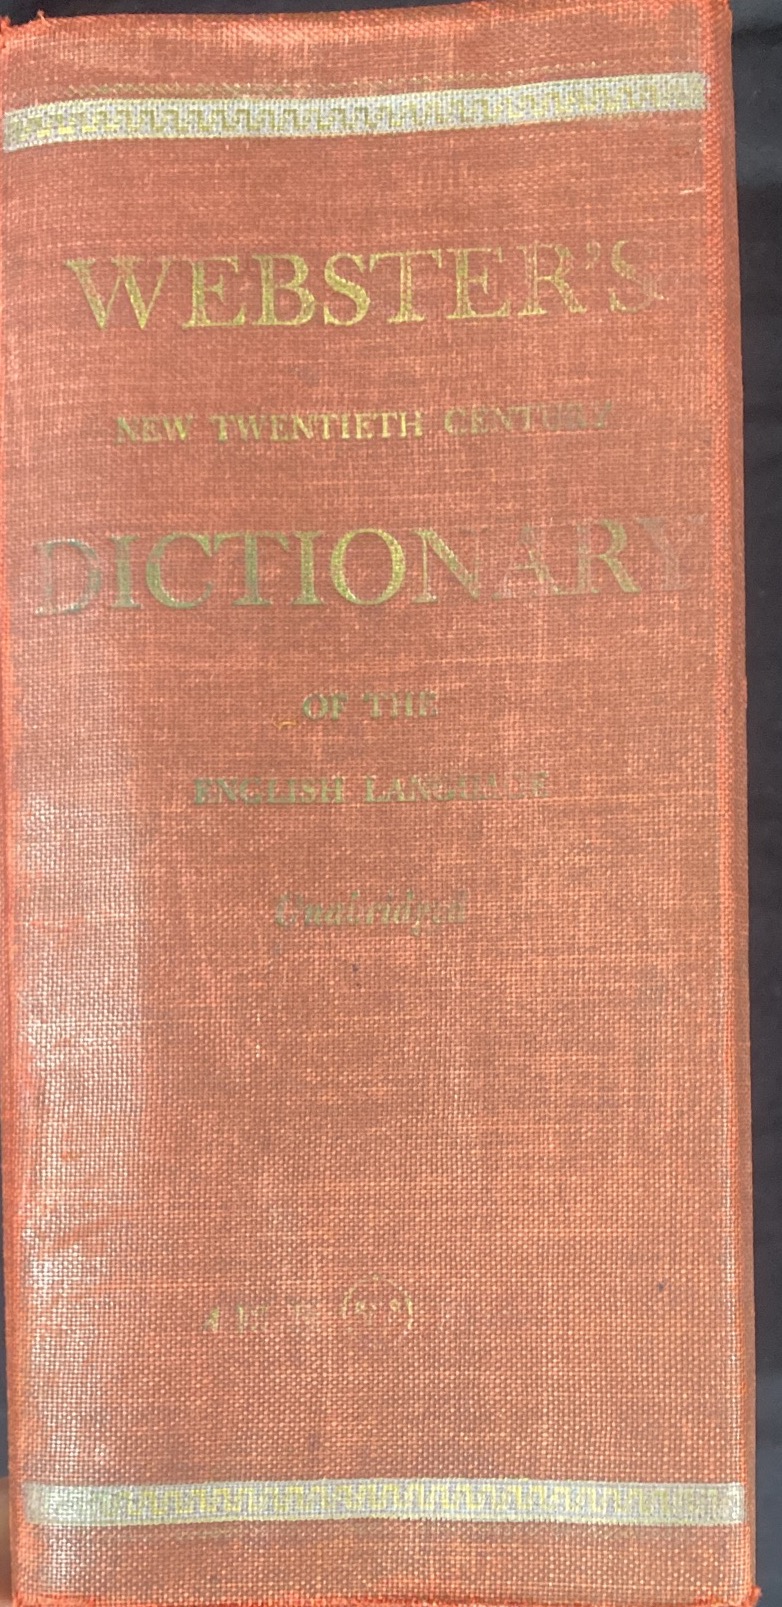 WEBSTER'S
NEW TWENTIETH CENTURY
DICTIONARY
OF THE
ENGLISH LANGUAGE
Unabridged